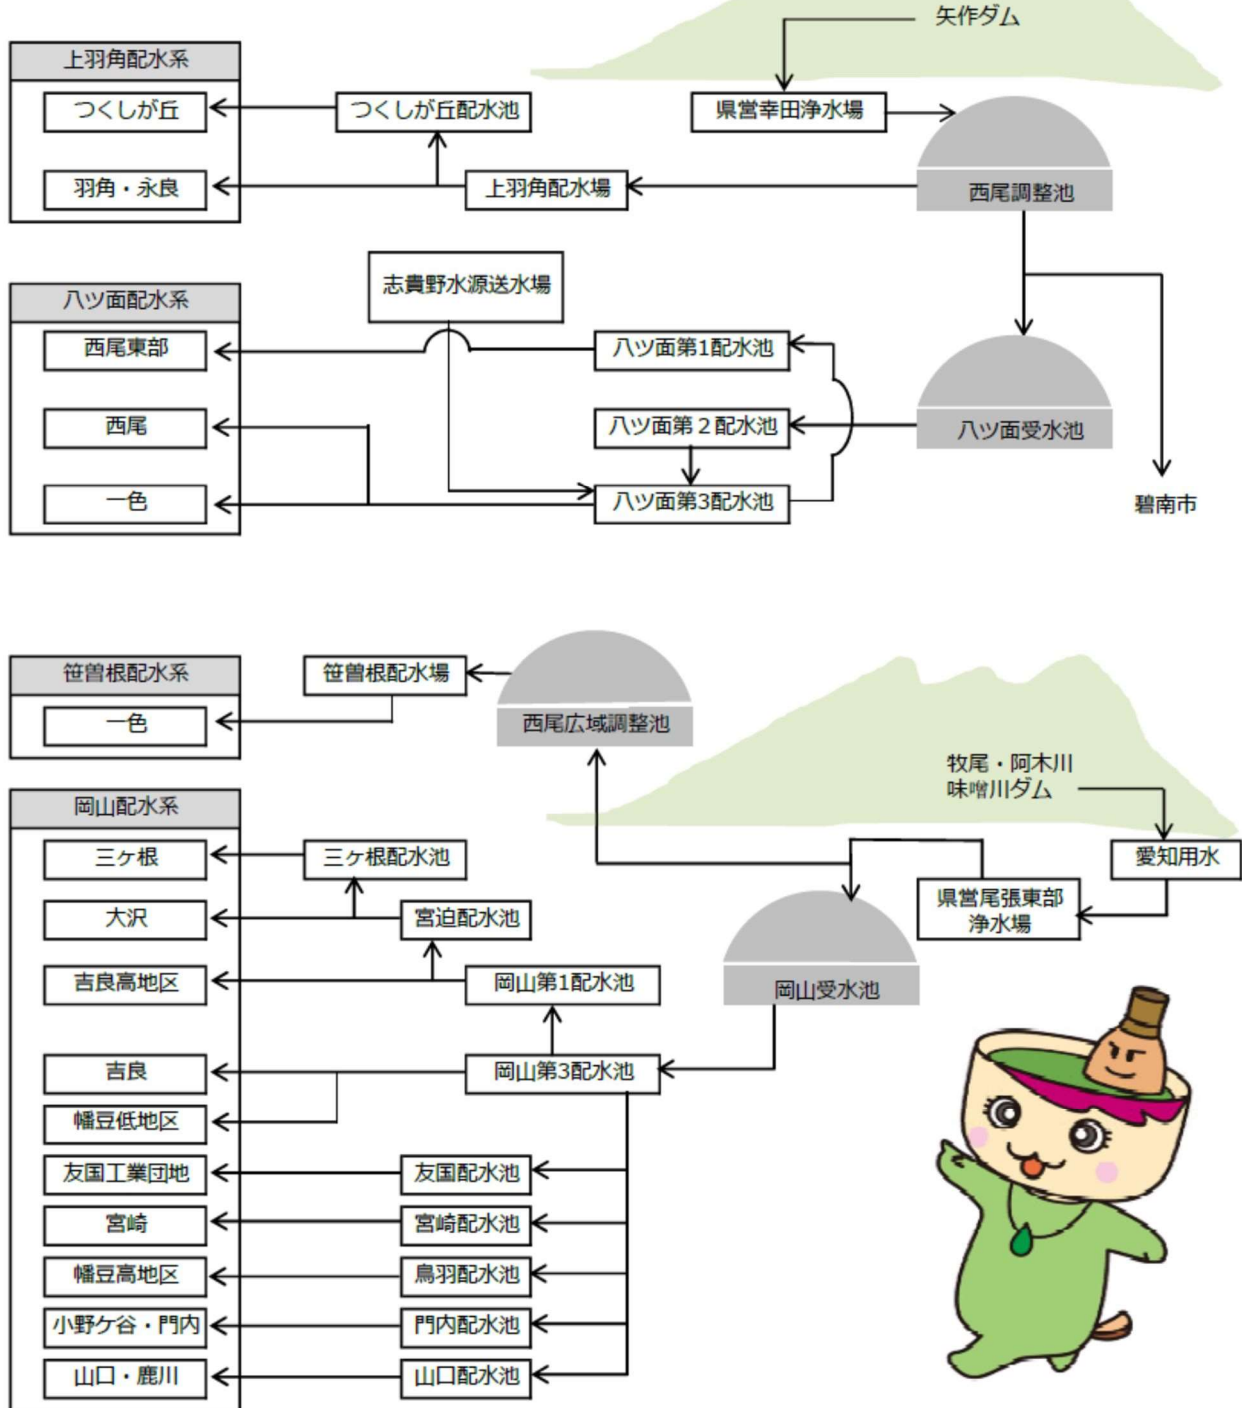 矢作ダム
上羽角配水系
つくしが丘
つくしが丘配水池
県営幸田浄水場
羽角・永良
上羽角配水場
西尾調整池
志貴野水源送水場
八ツ面配水系
西尾東部
八ツ面第1配水池
西尾
八ツ面第２配水池
八ツ面受水池
一色
八ツ面第3配水池
碧南市
笹曽根配水系
笹曽根配水場
一色
西尾広域調整池
牧尾・阿木川
味噌川ダム
岡山配水系
三ヶ根
三ヶ根配水池
愛知用水
県営尾張東部
浄水場
大沢
宮迫配水池
吉良高地区
岡山第1配水池
岡山受水池
吉良
岡山第3配水池
幡豆低地区
友国工業団地
友国配水池
宮崎
宮崎配水池
幡豆高地区
鳥羽配水池
小野ケ谷・門内
門内配水池
山口・鹿川
山口配水池